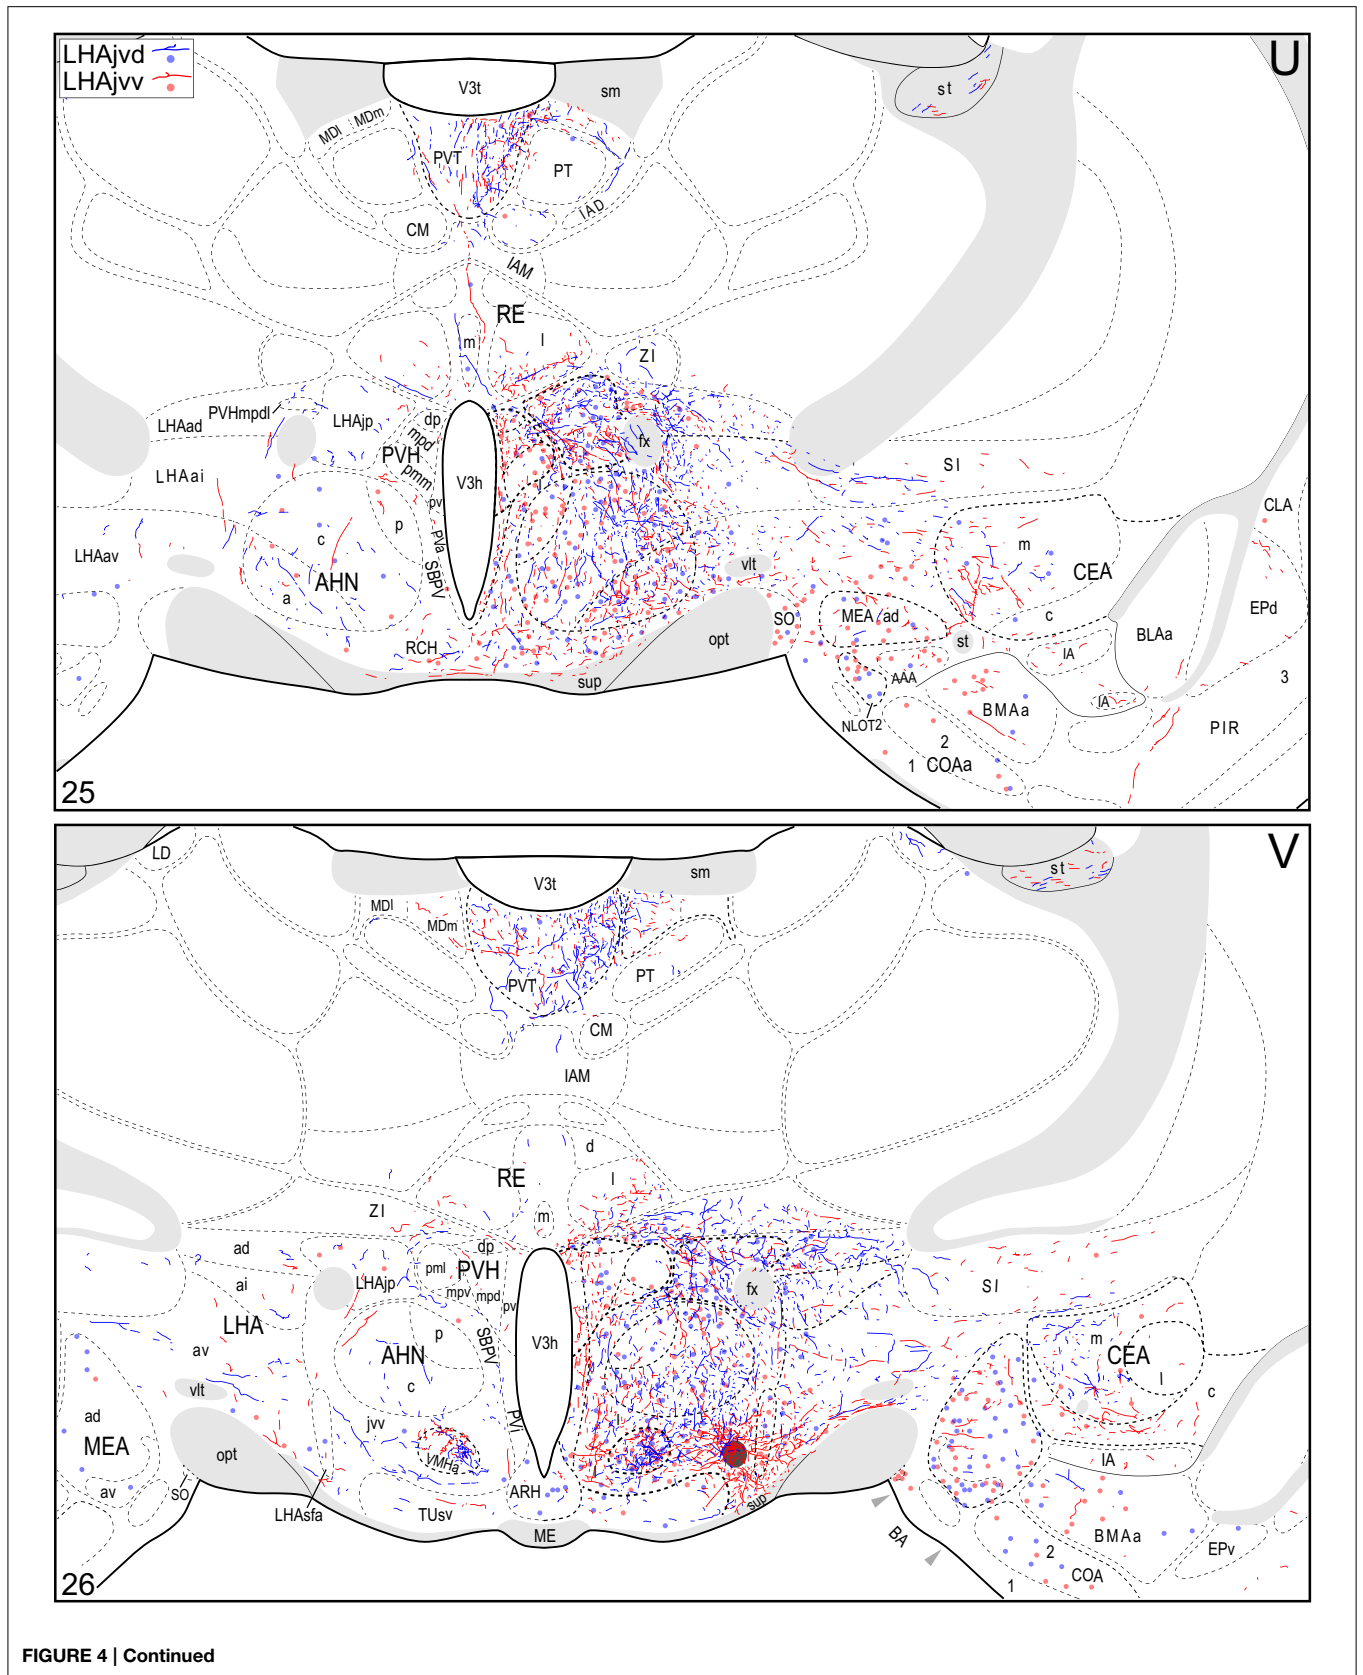 LHAjvd
LHAjvv
U
V3t
sm
st
MDl
MDm
PVT
PT
CM
IAD
IAM
RE
m
l
ZI
LHAad
PVHmpdl
LHAjp
dp
mpd
PVH
pmm
fx
SI
LHAai
V3h
pv
CLA
p
c
PVa
m
LHAav
SBPV
vlt
CEA
a
AHN
MEA ad
c
EPd
SO
BLAa
RCH
opt
st
IA
sup
AAA
3
IA
BMAa
NLOT2
PIR
2
1
COAa
25
V
LD
V3t
sm
st
MDl
MDm
PVT
PT
CM
IAM
d
RE
l
m
ZI
ad
dp
pml
PVH
ai
LHAjp
mpv
mpd
fx
SI
pv
LHA
p
SBPV
V3h
m
av
AHN
CEA
l
c
vlt
c
ad
jvv
PVi
MEA
opt
VMHa
IA
av
SO
ARH
LHAsfa
TUsv
sup
ME
BA
BMAa
2
EPv
COA
1
26
FIGURE 4 | Continued